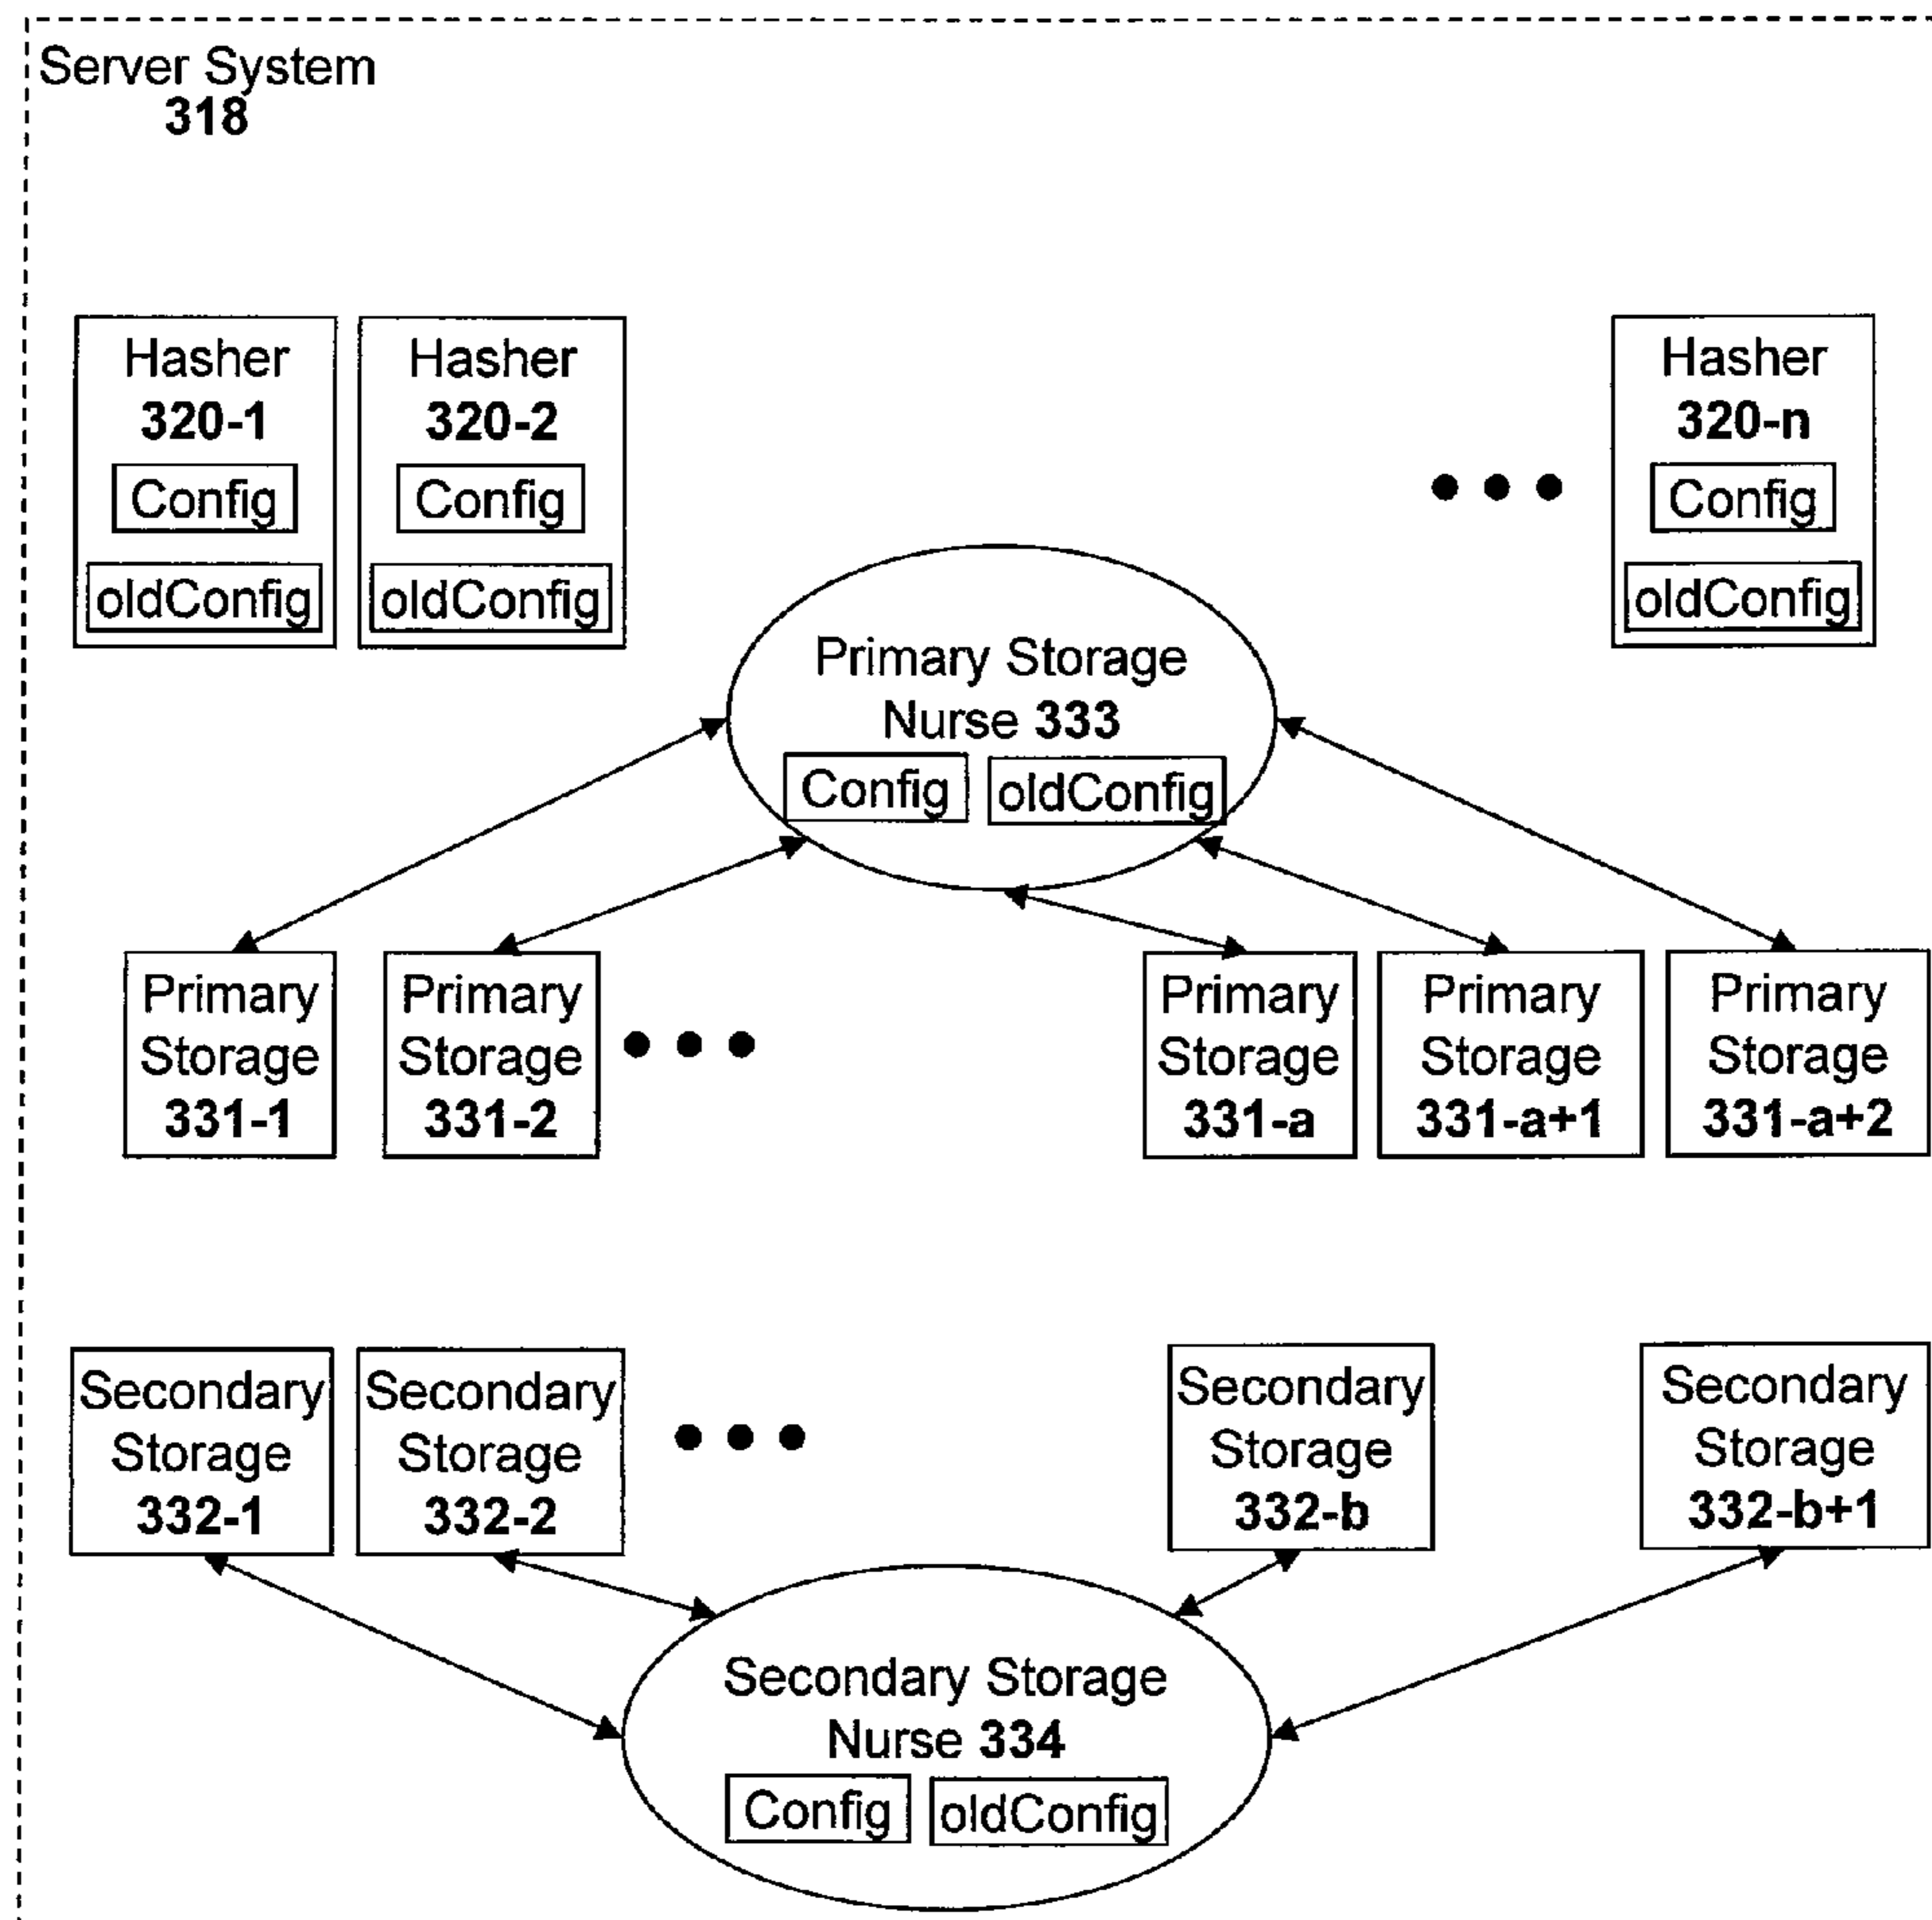 Server System
318
Hasher
320-1
Config
oldConfig
Hasher
320-2
Config
oldConfig
Hasher
320-n
Config
oldConfig
Primary Storage
Nurse 333
Config
oldConfig
Primary
Storage
331-1
Primary
Storage
331-2
Primary
Storage
331-a
Primary
Storage
331-a+1
Primary
Storage
331-a+2
Secondary
Storage
332-1
Secondary
Storage
332-2
Secondary
Storage
332-b
Secondary
Storage
332-b+1
Secondary Storage
Nurse 334
Config
oldConfig